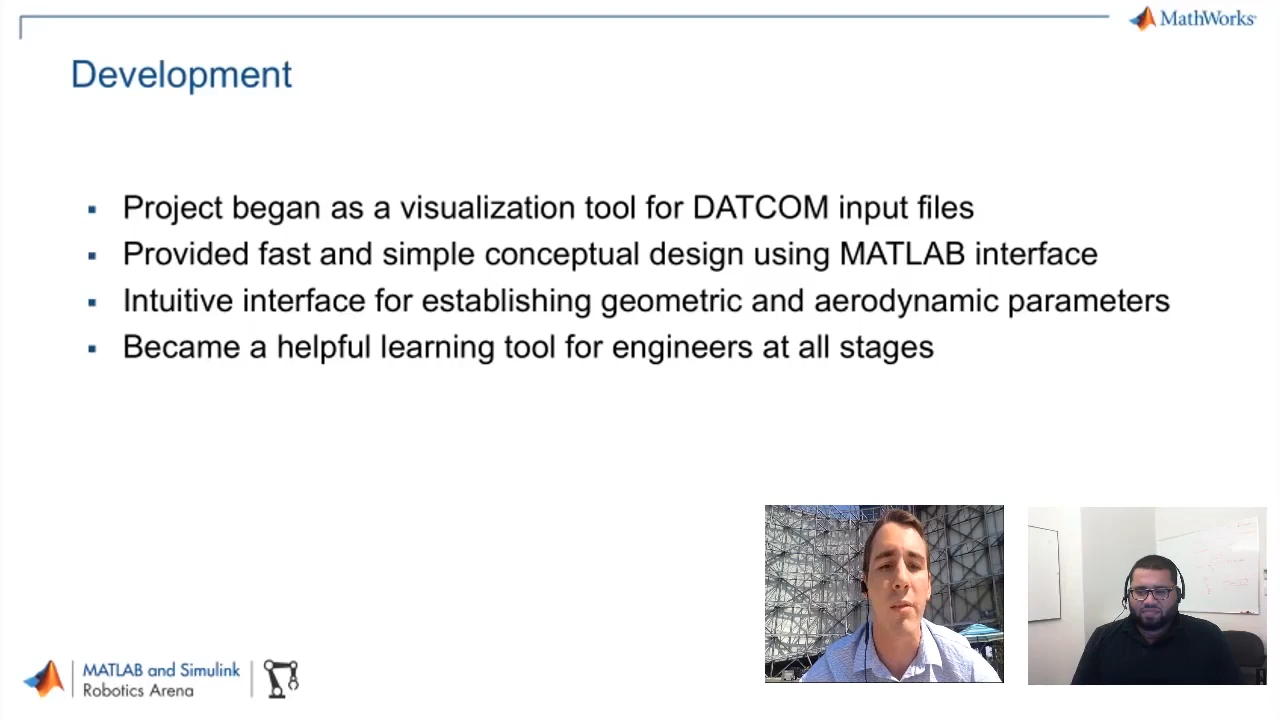 MathWorks
Development
Project began as a visualization tool for DATCOM input files
Provided fast and simple conceptual design using MATLAB interface
Intuitive interface for establishing geometric and aerodynamic parameters
Became a helpful learning tool for engineers at all stages
MATLAB and Simulink
Robotics Arena